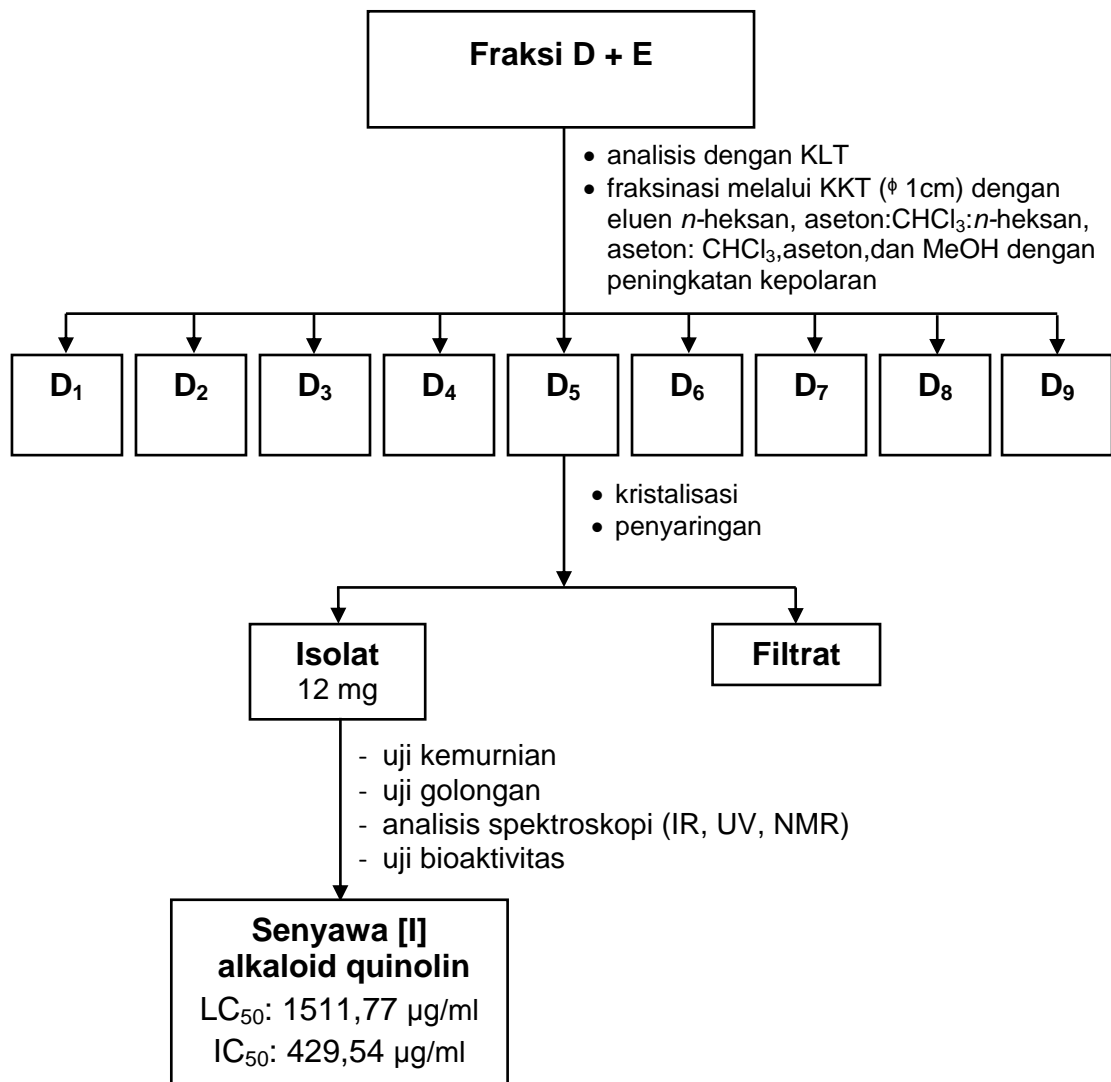 Fraksi D + E
• analisis dengan KLT
• fraksinasi melalui KKT (ϕ 1cm) dengan
eluen n-heksan, aseton:CHCl₃:n-heksan,
aseton: CHCl₃,aseton,dan MeOH dengan
peningkatan kepolaran
D₁ D₂ D₃ D₄ D₅ D₆ D₇ D₈ D₉
• kristalisasi
• penyaringan
Isolat
12 mg
Filtrat
- uji kemurnian
- uji golongan
- analisis spektroskopi (IR, UV, NMR)
- uji bioaktivitas
Senyawa [I]
alkaloid quinolin
LC₅₀: 1511,77 µg/ml
IC₅₀: 429,54 µg/ml